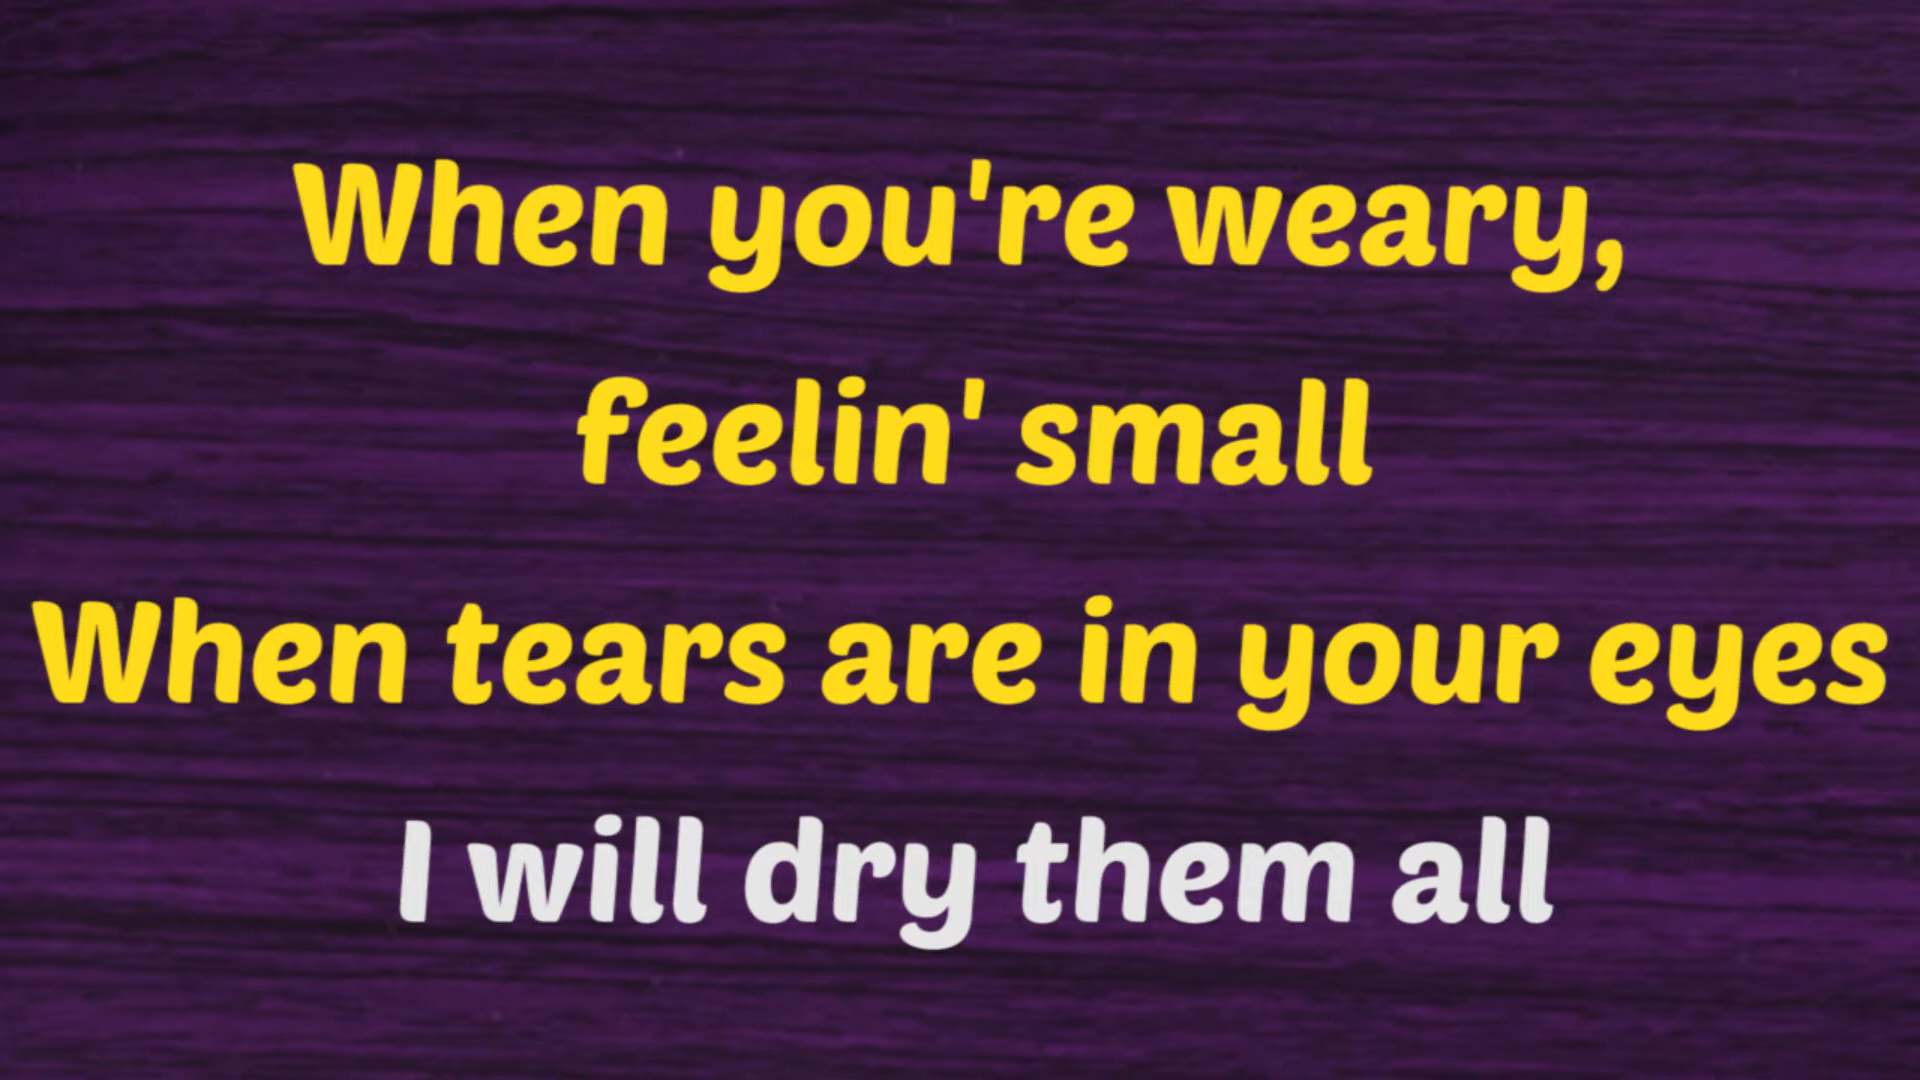 When you're weary,
feelin' small
When tears are in your eyes
I will dry them all